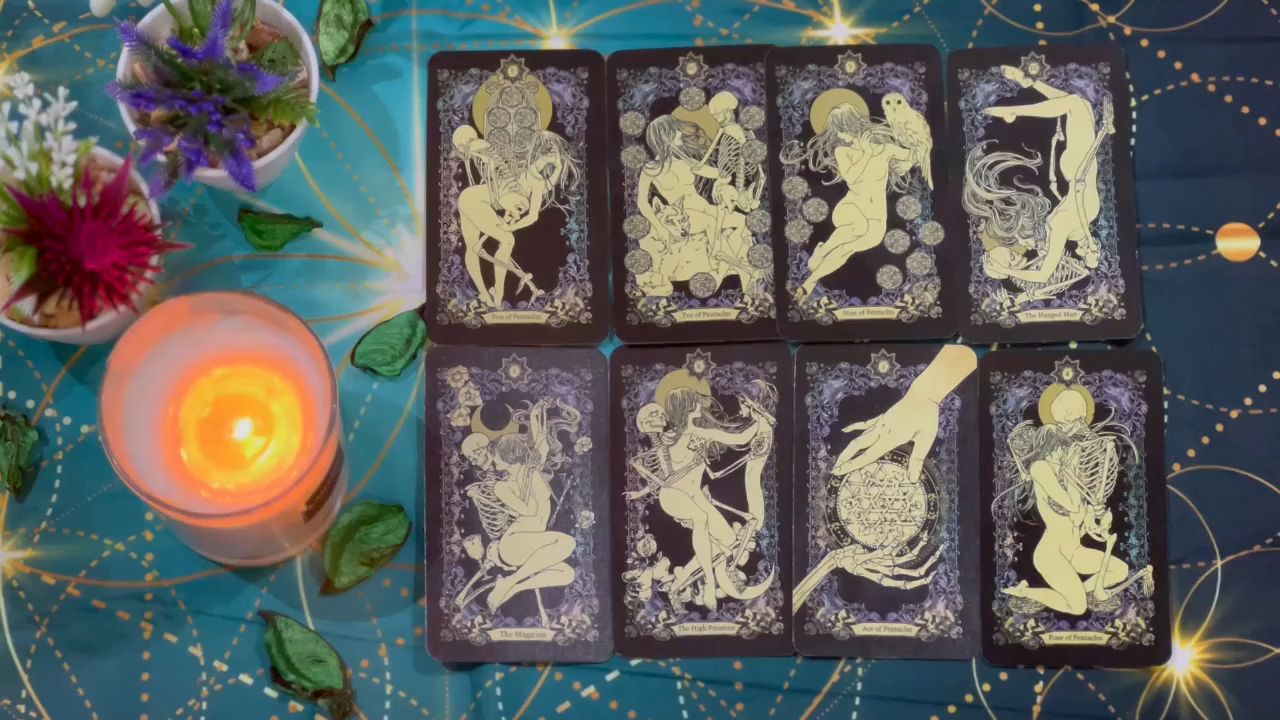 Five of Pentacles
Ten of Pentacles
Nine of Pentacles
The Hanged Man
The Magician
The High Priestess
Ace of Pentacles
Four of Pentacles